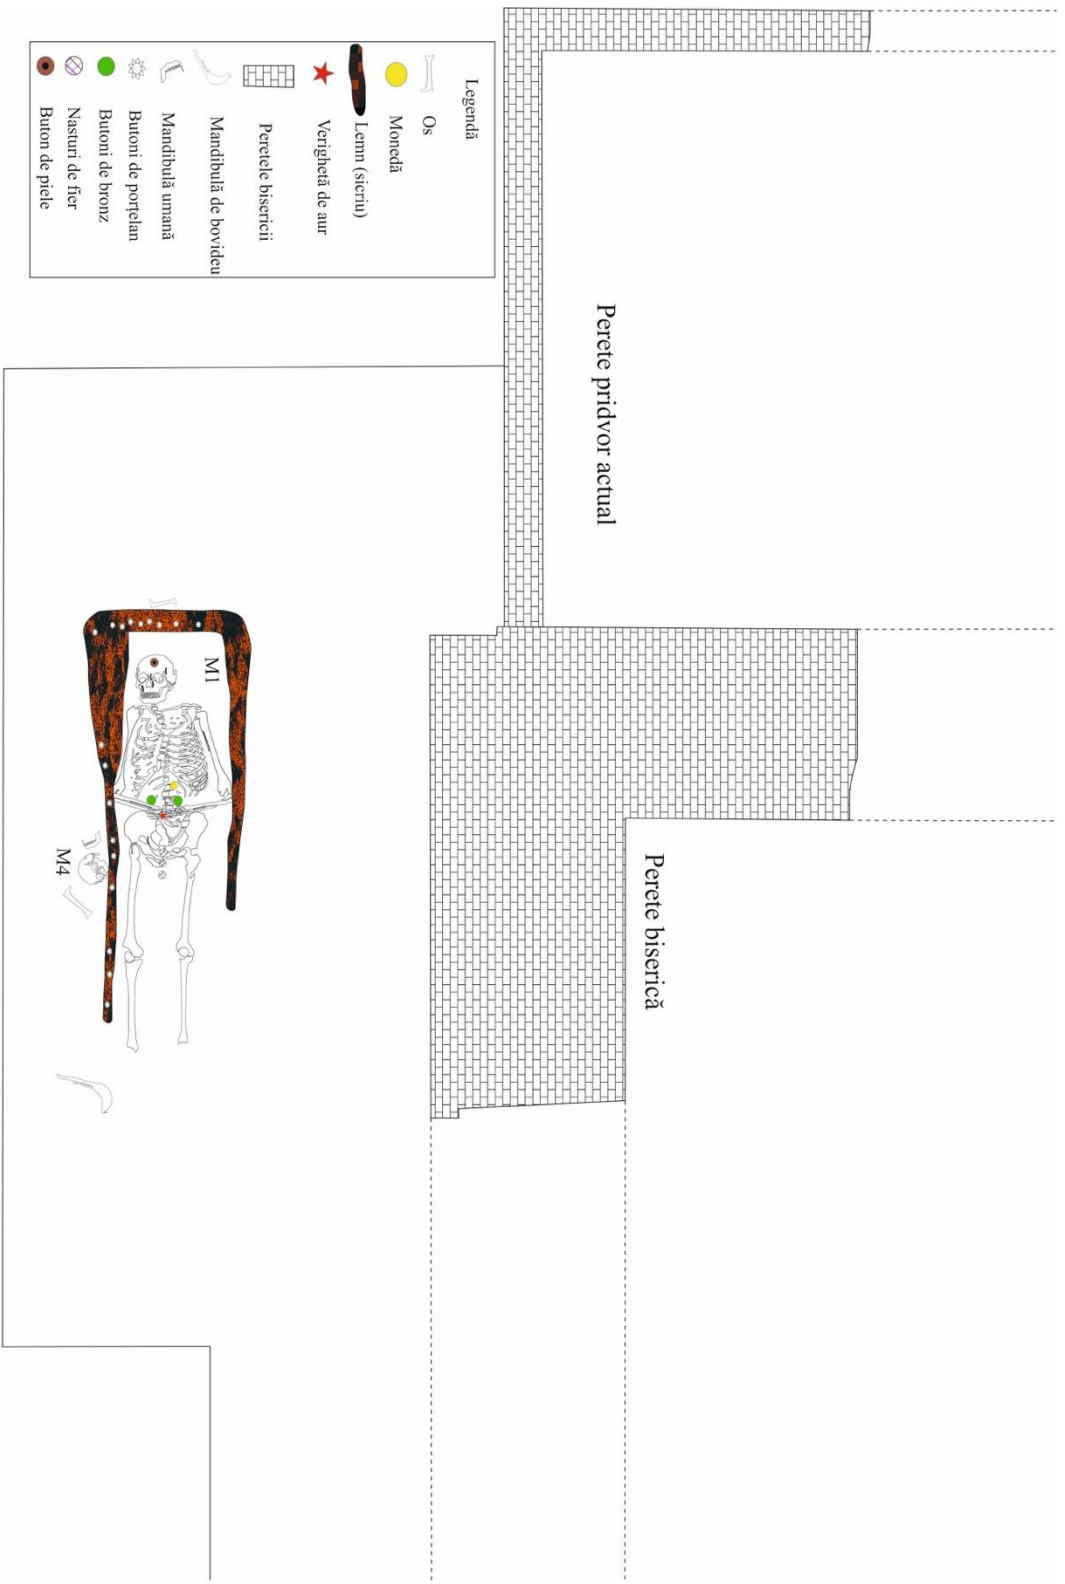 Legendă
Os
Monedă
Lemn (sicriu)
Verighetă de aur
Peretele bisericii
Mandibulă de bovideu
Mandibulă umană
Butoni de porțelan
Butoni de bronz
Nasturi de fier
Buton de piele
Perete pridvor actual
Perete biserică
M1
M4